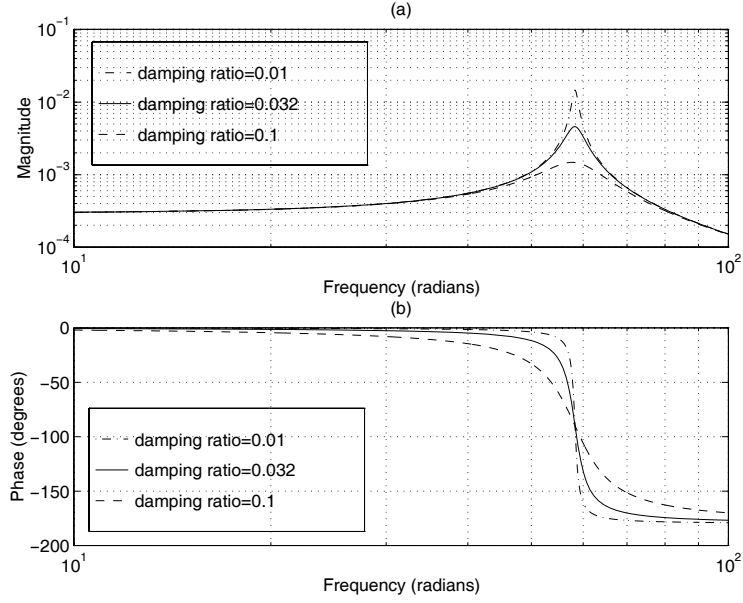 (a)
10^-1
10^-2
10^-3
10^-4
Magnitude
damping ratio=0.01
damping ratio=0.032
damping ratio=0.1
10^1
10^2
Frequency (radians)
(b)
0
−50
−100
−150
−200
Phase (degrees)
damping ratio=0.01
damping ratio=0.032
damping ratio=0.1
10^1
10^2
Frequency (radians)